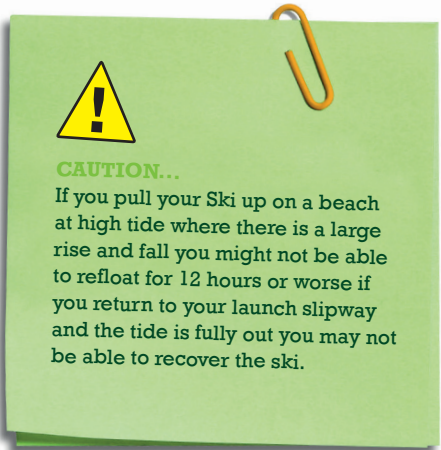 CAUTION...
If you pull your Ski up on a beach
at high tide where there is a large
rise and fall you might not be able
to refloat for 12 hours or worse if
you return to your launch slipway
and the tide is fully out you may not
be able to recover the ski.